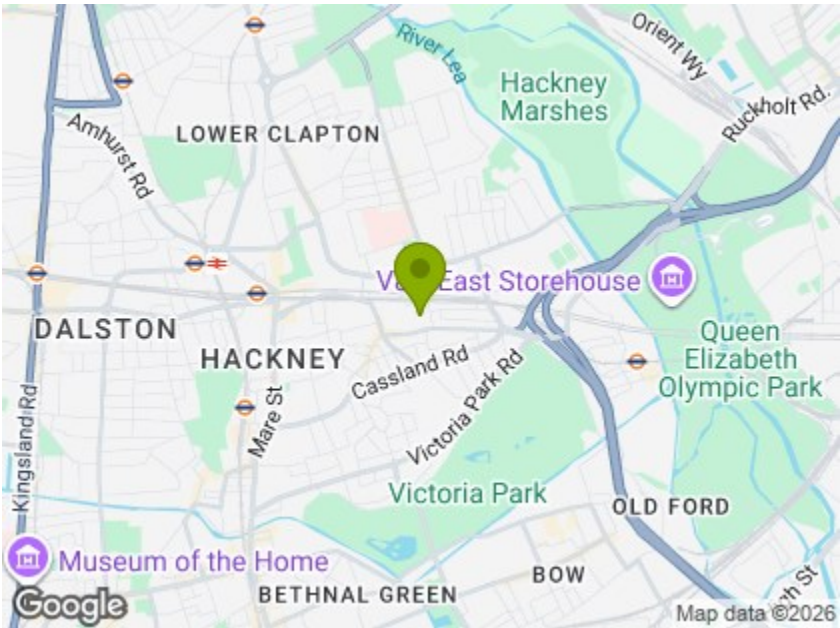 Orient Wy
River Lea
Hackney
Marshes
Ruckholt Rd.
LOWER CLAPTON
Amhurst Rd
East Storehouse
DALSTON
HACKNEY
Queen
Elizabeth
Olympic Park
Cassland Rd
Victoria Park Rd
Mare St
Kingsland Rd
Victoria Park
OLD FORD
Museum of the Home
BOW
BETHNAL GREEN
Google
Map data ©2026